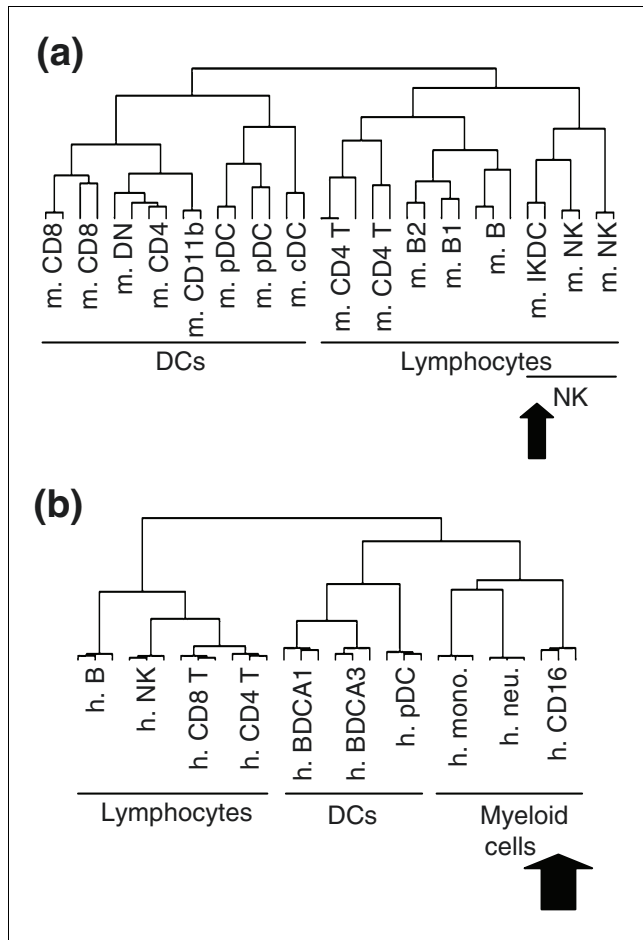 (a)
m. CD8
m. CD8
m. DN
m. CD4
m. CD11b
m. pDC
m. pDC
m. cDC
m. CD4 T
m. CD4 T
m. B2
m. B1
m. B
m. IKDC
m. NK
m. NK
DCs
Lymphocytes
NK
(b)
h. B
h. NK
h. CD8 T
h. CD4 T
h. BDCA1
h. BDCA3
h. pDC
h. mono.
h. neu.
h. CD16
Lymphocytes
DCs
Myeloid
cells